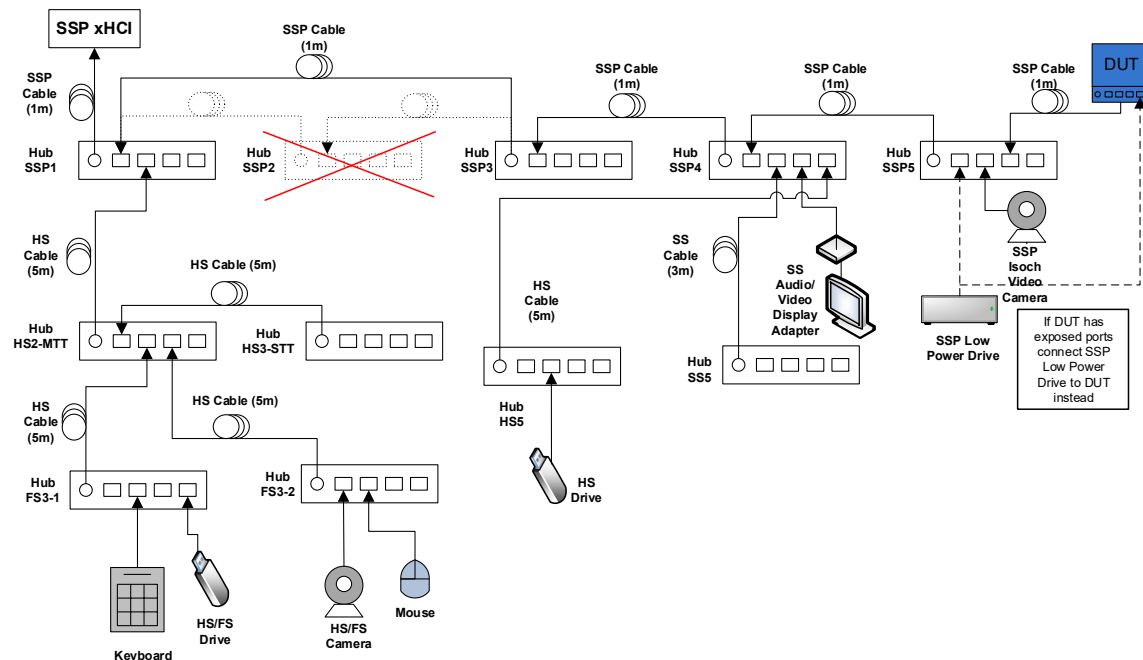 SSP xHCI
SSP
Cable
(1m)
SSP Cable
(1m)
SSP Cable
(1m)
SSP Cable
(1m)
SSP Cable
(1m)
DUT
Hub
SSP1
Hub
SSP2
Hub
SSP3
Hub
SSP4
Hub
SSP5
HS
Cable
(5m)
HS Cable (5m)
HS
Cable
(5m)
SS
Cable
(3m)
SS
Audio/
Video
Display
Adapter
SSP
Isoch
Video
Camera
SSP Low
Power Drive
If DUT has
exposed ports
connect SSP
Low Power
Drive to DUT
instead
Hub
HS2-MTT
Hub
HS3-STT
Hub
SS5
HS
Cable
(5m)
HS Cable (5m)
Hub
HS5
HS
Drive
Hub
FS3-1
Hub
FS3-2
Keyboard
HS/FS
Drive
HS/FS
Camera
Mouse